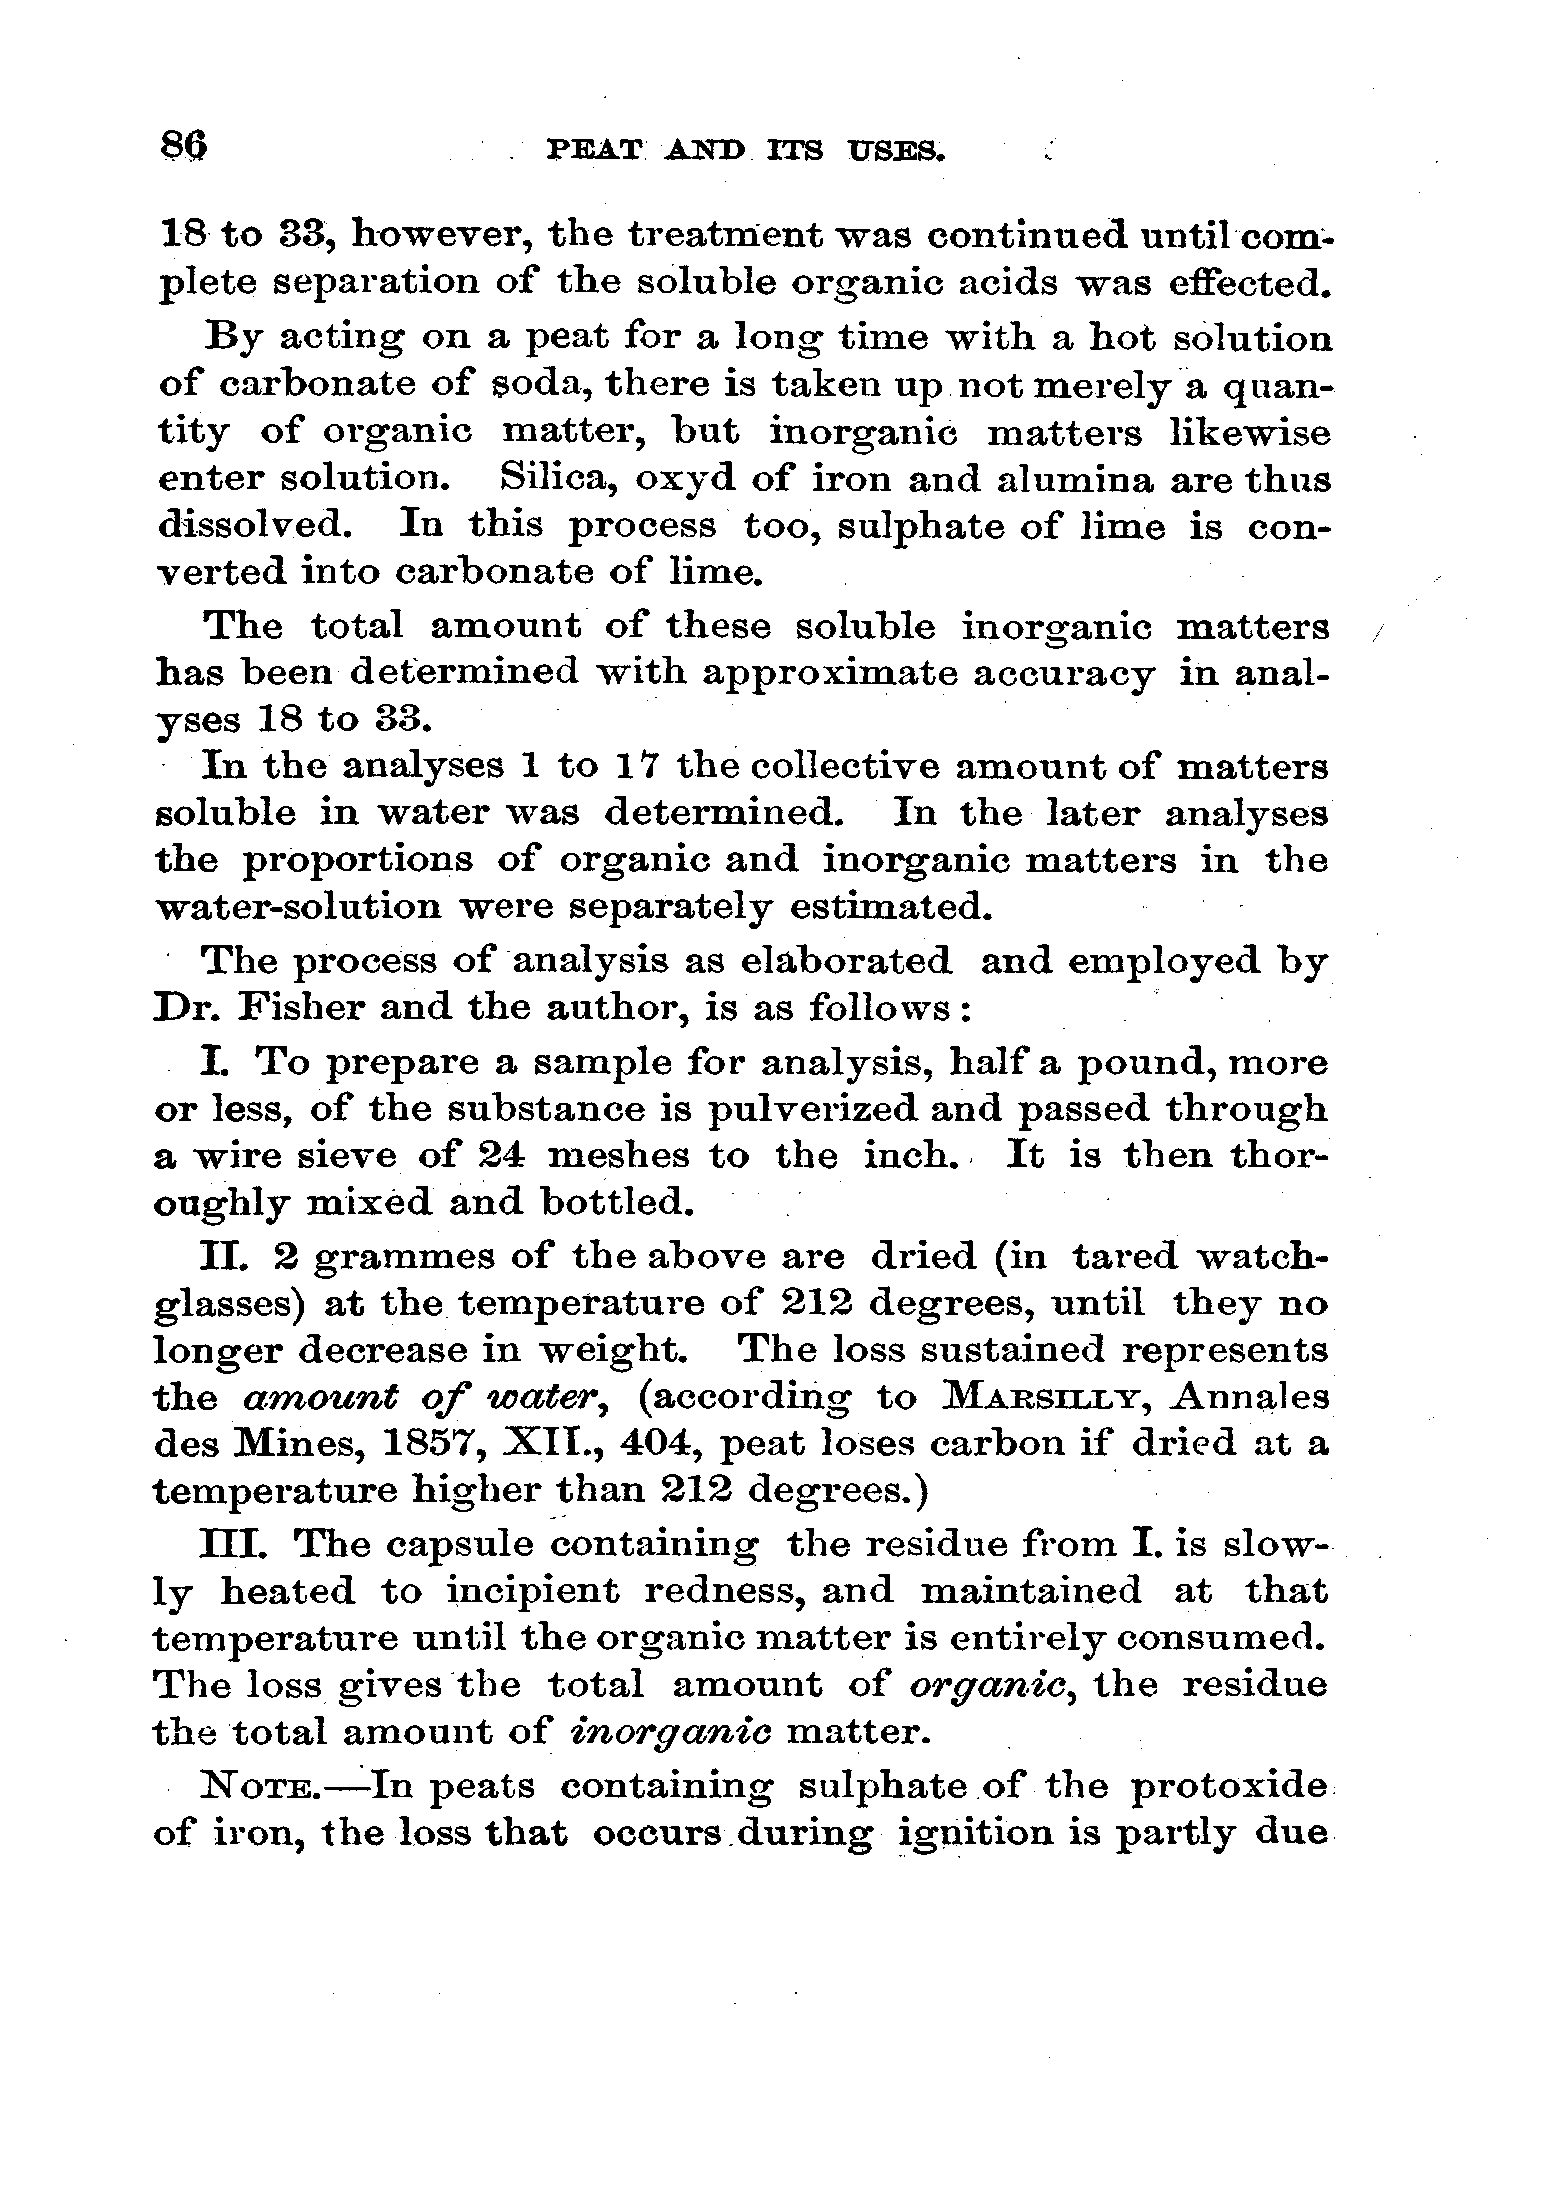 86 PEAT AND ITS USES.
18 to 33, however, the treatment was continued until com-
plete separation of the soluble organic acids was effected.
By acting on a peat for a long time with a hot solution
of carbonate of soda, there is taken up not merely a quan-
tity of organic matter, but inorganic matters likewise
enter solution. Silica, oxyd of iron and alumina are thus
dissolved. In this process too, sulphate of lime is con-
verted into carbonate of lime.
The total amount of these soluble inorganic matters
has been determined with approximate accuracy in anal-
yses 18 to 33.
In the analyses 1 to 17 the collective amount of matters
soluble in water was determined. In the later analyses
the proportions of organic and inorganic matters in the
water-solution were separately estimated.
The process of analysis as elaborated and employed by
Dr. Fisher and the author, is as follows:
I. To prepare a sample for analysis, half a pound, more
or less, of the substance is pulverized and passed through
a wire sieve of 24 meshes to the inch. It is then thor-
oughly mixed and bottled.
II. 2 grammes of the above are dried (in tared watch-
glasses) at the temperature of 212 degrees, until they no
longer decrease in weight. The loss sustained represents
the amount of water, (according to MARSILLY, Annales
des Mines, 1857, XII., 404, peat loses carbon if dried at a
temperature higher than 212 degrees.)
III. The capsule containing the residue from I. is slow-
ly heated to incipient redness, and maintained at that
temperature until the organic matter is entirely consumed.
The loss gives the total amount of organic, the residue
the total amount of inorganic matter.
NOTE.—In peats containing sulphate of the protoxide
of iron, the loss that occurs during ignition is partly due